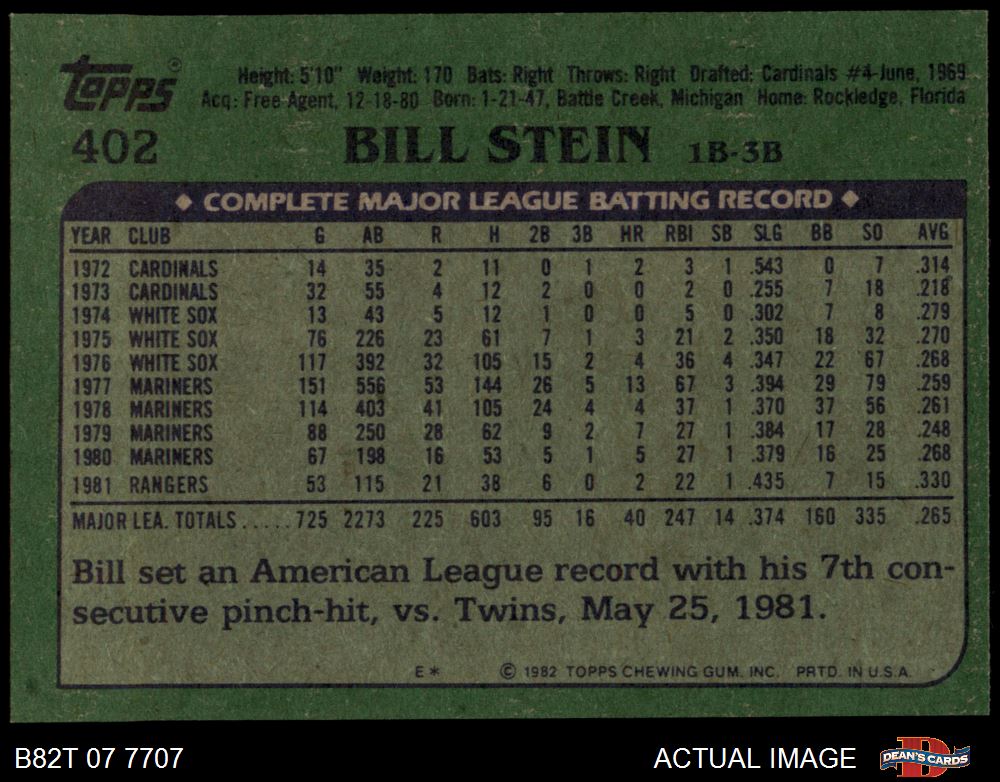 TOPPS®
Height: 5'10" Weight: 170 Bats: Right Throws: Right Drafted: Cardinals #4-June, 1969
Acq: Free Agent, 12-18-80 Born: 1-21-47, Battle Creek, Michigan Home: Rockledge, Florida
402 BILL STEIN 1B-3B
◆ COMPLETE MAJOR LEAGUE BATTING RECORD ◆
YEAR CLUB G AB R H 2B 3B HR RBI SB SLG BB SO AVG
1972 CARDINALS 14 35 2 11 0 1 2 3 1 .543 0 7 .314
1973 CARDINALS 32 55 4 12 2 0 0 2 0 .255 7 18 .218
1974 WHITE SOX 13 43 5 12 1 0 0 5 0 .302 7 8 .279
1975 WHITE SOX 76 226 23 61 7 1 3 21 2 .350 18 32 .270
1976 WHITE SOX 117 392 32 105 15 2 4 36 4 .347 22 67 .268
1977 MARINERS 151 556 53 144 26 5 13 67 3 .394 29 79 .259
1978 MARINERS 114 403 41 105 24 4 4 37 1 .370 37 56 .261
1979 MARINERS 88 250 28 62 9 2 7 27 1 .384 17 28 .248
1980 MARINERS 67 198 16 53 5 1 5 27 1 .379 16 25 .268
1981 RANGERS 53 115 21 38 6 0 2 22 1 .435 7 15 .330
MAJOR LEA. TOTALS.....725 2273 225 603 95 16 40 247 14 .374 160 335 .265
Bill set an American League record with his 7th con-
secutive pinch-hit, vs. Twins, May 25, 1981.
E* © 1982 TOPPS CHEWING GUM, INC. PRTD. IN U.S.A.
B82T 07 7707 ACTUAL IMAGE DEAN'S CARDS